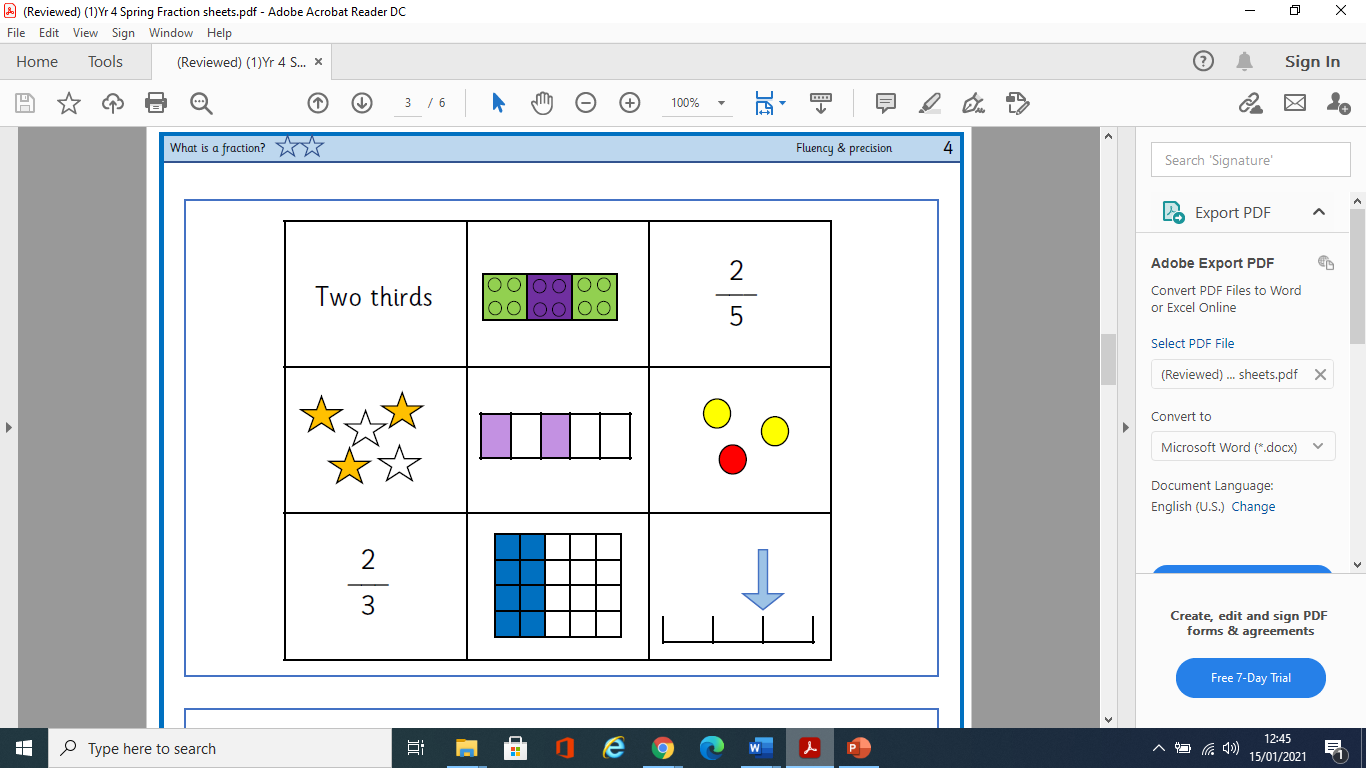 (Reviewed) (1)Yr 4 Spring Fraction sheets.pdf - Adobe Acrobat Reader DC
File Edit View Sign Window Help
Home Tools (Reviewed) (1)Yr 4 S... × Sign In
3 / 6 100%
What is a fraction? Fluency & precision 4
Two thirds
2
5
2
3
Search 'Signature'
Export PDF
Adobe Export PDF
Convert PDF Files to Word
or Excel Online
Select PDF File
(Reviewed) ... sheets.pdf
Convert to
Microsoft Word (*.docx)
Document Language:
English (U.S.) Change
Create, edit and sign PDF
forms & agreements
Free 7-Day Trial
Type here to search
12:45
15/01/2021
1